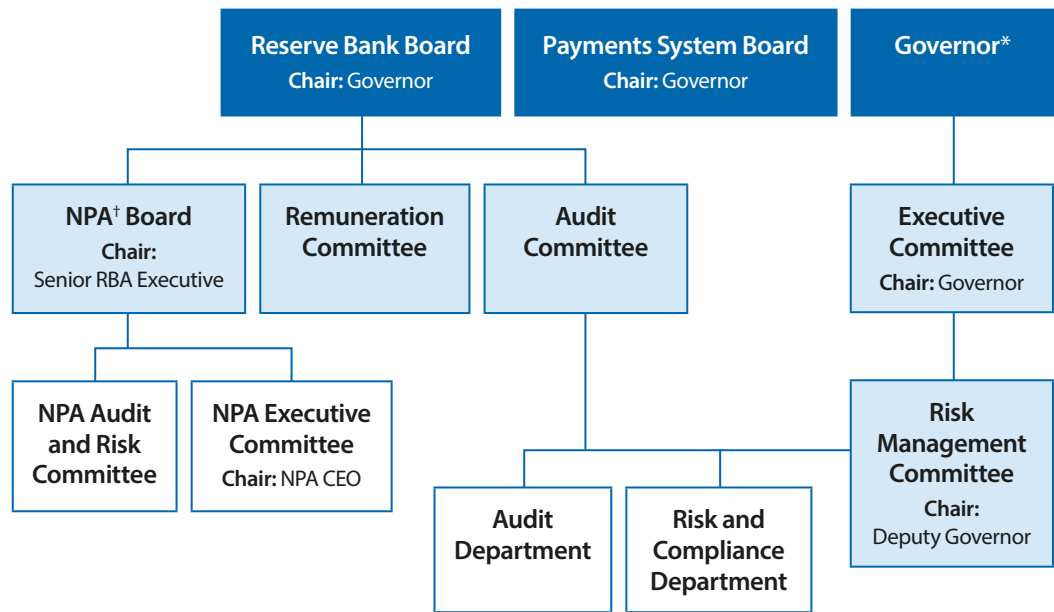 Reserve Bank Board
Chair: Governor
Payments System Board
Chair: Governor
Governor*
NPA† Board
Chair:
Senior RBA Executive
Remuneration
Committee
Audit
Committee
Executive
Committee
Chair: Governor
NPA Audit
and Risk
Committee
NPA Executive
Committee
Chair: NPA CEO
Risk
Management
Committee
Chair:
Deputy Governor
Audit
Department
Risk and
Compliance
Department